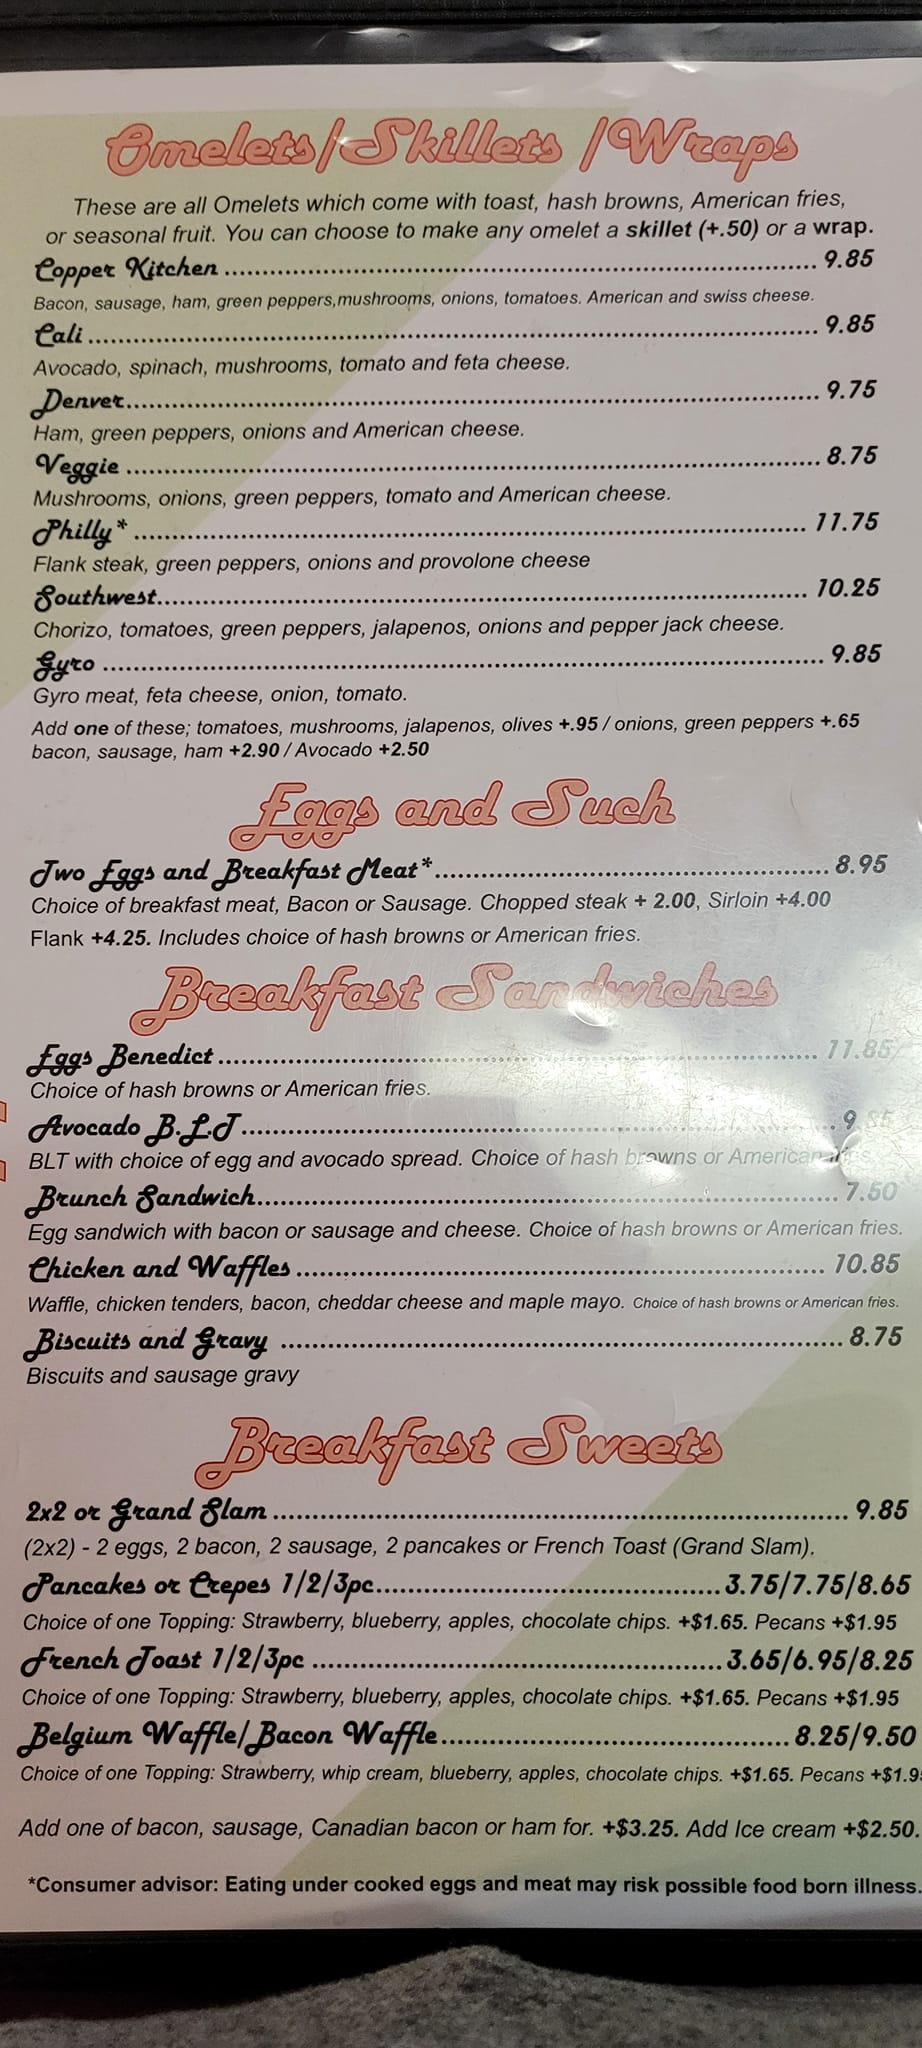 Omelets/Skillets /Wraps
These are all Omelets which come with toast, hash browns, American fries,
or seasonal fruit. You can choose to make any omelet a skillet (+.50) or a wrap.
Copper Kitchen 9.85
Bacon, sausage, ham, green peppers,mushrooms, onions, tomatoes. American and swiss cheese.
Cali 9.85
Avocado, spinach, mushrooms, tomato and feta cheese.
Denver 9.75
Ham, green peppers, onions and American cheese.
Veggie 8.75
Mushrooms, onions, green peppers, tomato and American cheese.
Philly* 11.75
Flank steak, green peppers, onions and provolone cheese
Southwest 10.25
Chorizo, tomatoes, green peppers, jalapenos, onions and pepper jack cheese.
Gyro 9.85
Gyro meat, feta cheese, onion, tomato.
Add one of these; tomatoes, mushrooms, jalapenos, olives +.95 / onions, green peppers +.65
bacon, sausage, ham +2.90 / Avocado +2.50
Eggs and Such
Two Eggs and Breakfast Meat* 8.95
Choice of breakfast meat, Bacon or Sausage. Chopped steak + 2.00, Sirloin +4.00
Flank +4.25. Includes choice of hash browns or American fries.
Breakfast Sandwiches
Eggs Benedict 11.85
Choice of hash browns or American fries.
Avocado B.L.T
BLT with choice of egg and avocado spread. Choice of hash browns or American fries.
Brunch Sandwich 7.50
Egg sandwich with bacon or sausage and cheese. Choice of hash browns or American fries.
Chicken and Waffles 10.85
Waffle, chicken tenders, bacon, cheddar cheese and maple mayo. Choice of hash browns or American fries.
Biscuits and Gravy 8.75
Biscuits and sausage gravy
Breakfast Sweets
2x2 or Grand Slam 9.85
(2x2) - 2 eggs, 2 bacon, 2 sausage, 2 pancakes or French Toast (Grand Slam).
Pancakes or Crepes 1/2/3pc 3.75/7.75/8.65
Choice of one Topping: Strawberry, blueberry, apples, chocolate chips. +$1.65. Pecans +$1.95
French Toast 1/2/3pc 3.65/6.95/8.25
Choice of one Topping: Strawberry, blueberry, apples, chocolate chips. +$1.65. Pecans +$1.95
Belgium Waffle/Bacon Waffle 8.25/9.50
Choice of one Topping: Strawberry, whip cream, blueberry, apples, chocolate chips. +$1.65. Pecans
Add one of bacon, sausage, Canadian bacon or ham for. +$3.25. Add Ice cream +$2.50.
*Consumer advisor: Eating under cooked eggs and meat may risk possible food born illness.